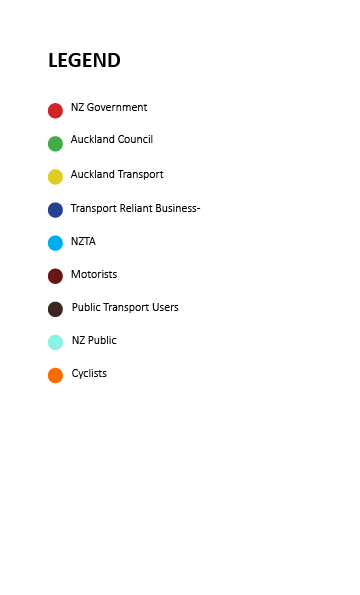 LEGEND
NZ Government
Auckland Council
Auckland Transport
Transport Reliant Business-
NZTA
Motorists
Public Transport Users
NZ Public
Cyclists